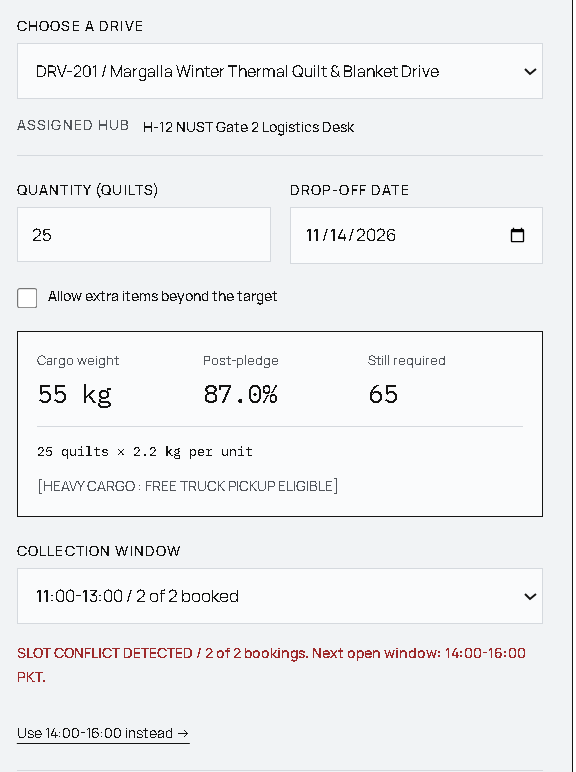 CHOOSE A DRIVE
DRV-201 / Margalla Winter Thermal Quilt & Blanket Drive
ASSIGNED HUB H-12 NUST Gate 2 Logistics Desk
QUANTITY (QUILTS) DROP-OFF DATE
25 11/14/2026
Allow extra items beyond the target
Cargo weight Post-pledge Still required
55 kg 87.0% 65
25 quilts × 2.2 kg per unit
[HEAVY CARGO : FREE TRUCK PICKUP ELIGIBLE]
COLLECTION WINDOW
11:00-13:00 / 2 of 2 booked
SLOT CONFLICT DETECTED / 2 of 2 bookings. Next open window: 14:00-16:00
PKT.
Use 14:00-16:00 instead →